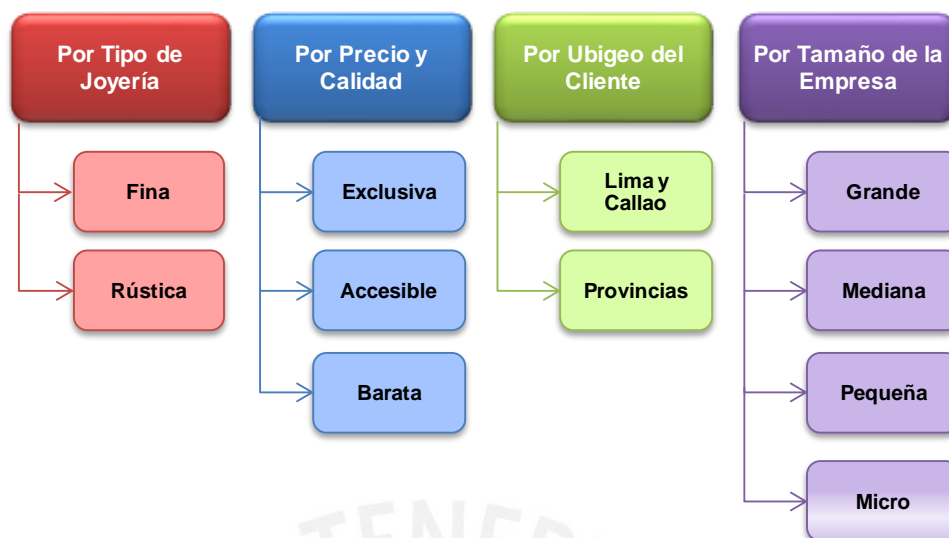 Por Tipo de
Joyería
Fina
Rústica
Por Precio y
Calidad
Exclusiva
Accesible
Barata
Por Ubigeo del
Cliente
Lima y
Callao
Provincias
Por Tamaño de la
Empresa
Grande
Mediana
Pequeña
Micro